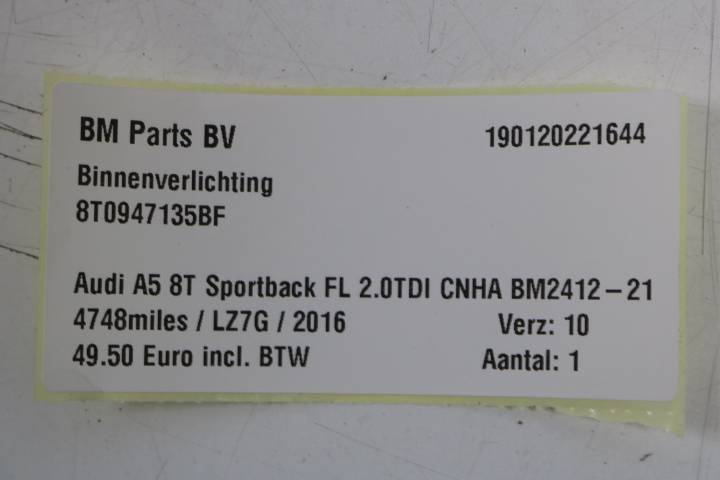 BM Parts BV 190120221644
Binnenverlichting
8T0947135BF
Audi A5 8T Sportback FL 2.0TDI CNHA BM2412-21
4748miles / LZ7G / 2016 Verz: 10
49.50 Euro incl. BTW Aantal: 1